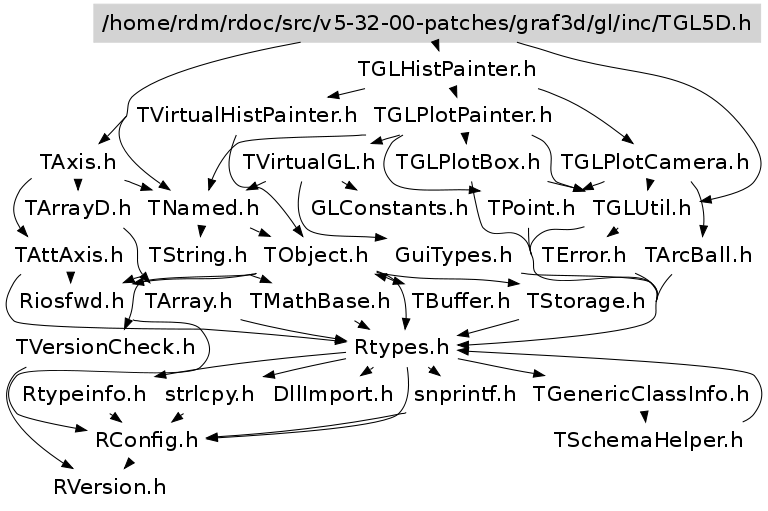 /home/rdm/rdoc/src/v5-32-00-patches/graf3d/gl/inc/TGL5D.h
TGLHistPainter.h
TVirtualHistPainter.h TGLPlotPainter.h
TAxis.h TVirtualGL.h TGLPlotBox.h TGLPlotCamera.h
TArrayD.h TNamed.h GLConstants.h TPoint.h TGLUtil.h
TAttAxis.h TString.h TObject.h GuiTypes.h TError.h TArcBall.h
Riosfwd.h TArray.h TMathBase.h TBuffer.h TStorage.h
TVersionCheck.h Rtypes.h
Rtypeinfo.h strlcpy.h DllImport.h snprintf.h TGenericClassInfo.h
RConfig.h TSchemaHelper.h
RVersion.h